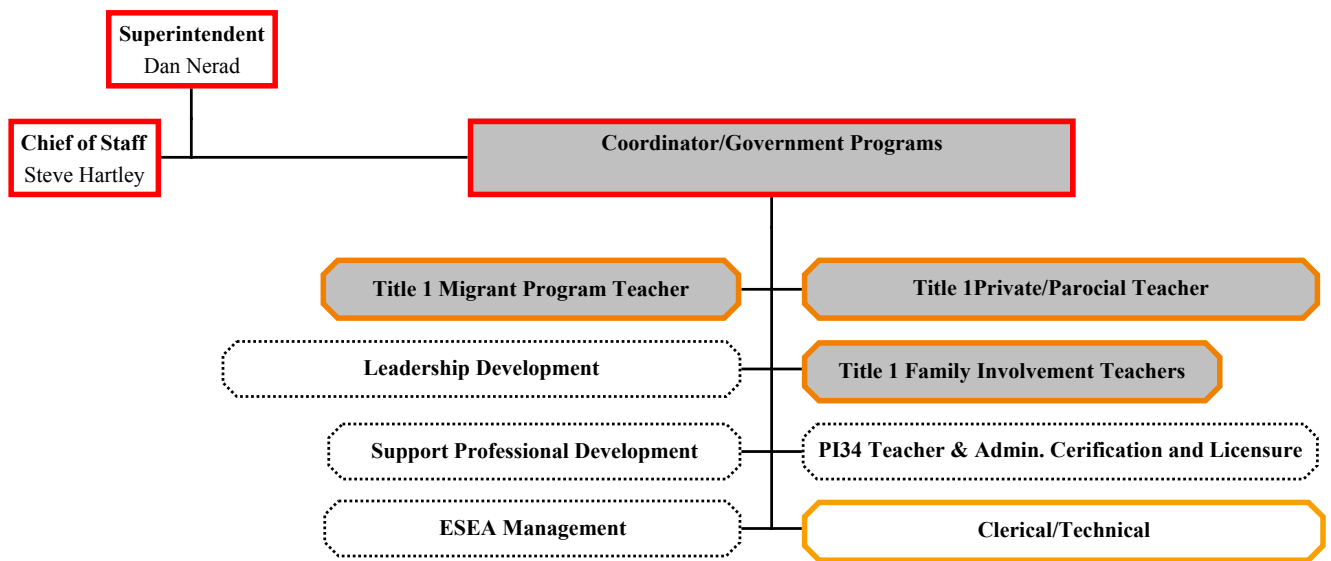 Superintendent
Dan Nerad
Chief of Staff
Steve Hartley
Coordinator/Government Programs
Title 1 Migrant Program Teacher
Title 1Private/Parocial Teacher
Leadership Development
Title 1 Family Involvement Teachers
Support Professional Development
PI34 Teacher & Admin. Cerification and Licensure
ESEA Management
Clerical/Technical